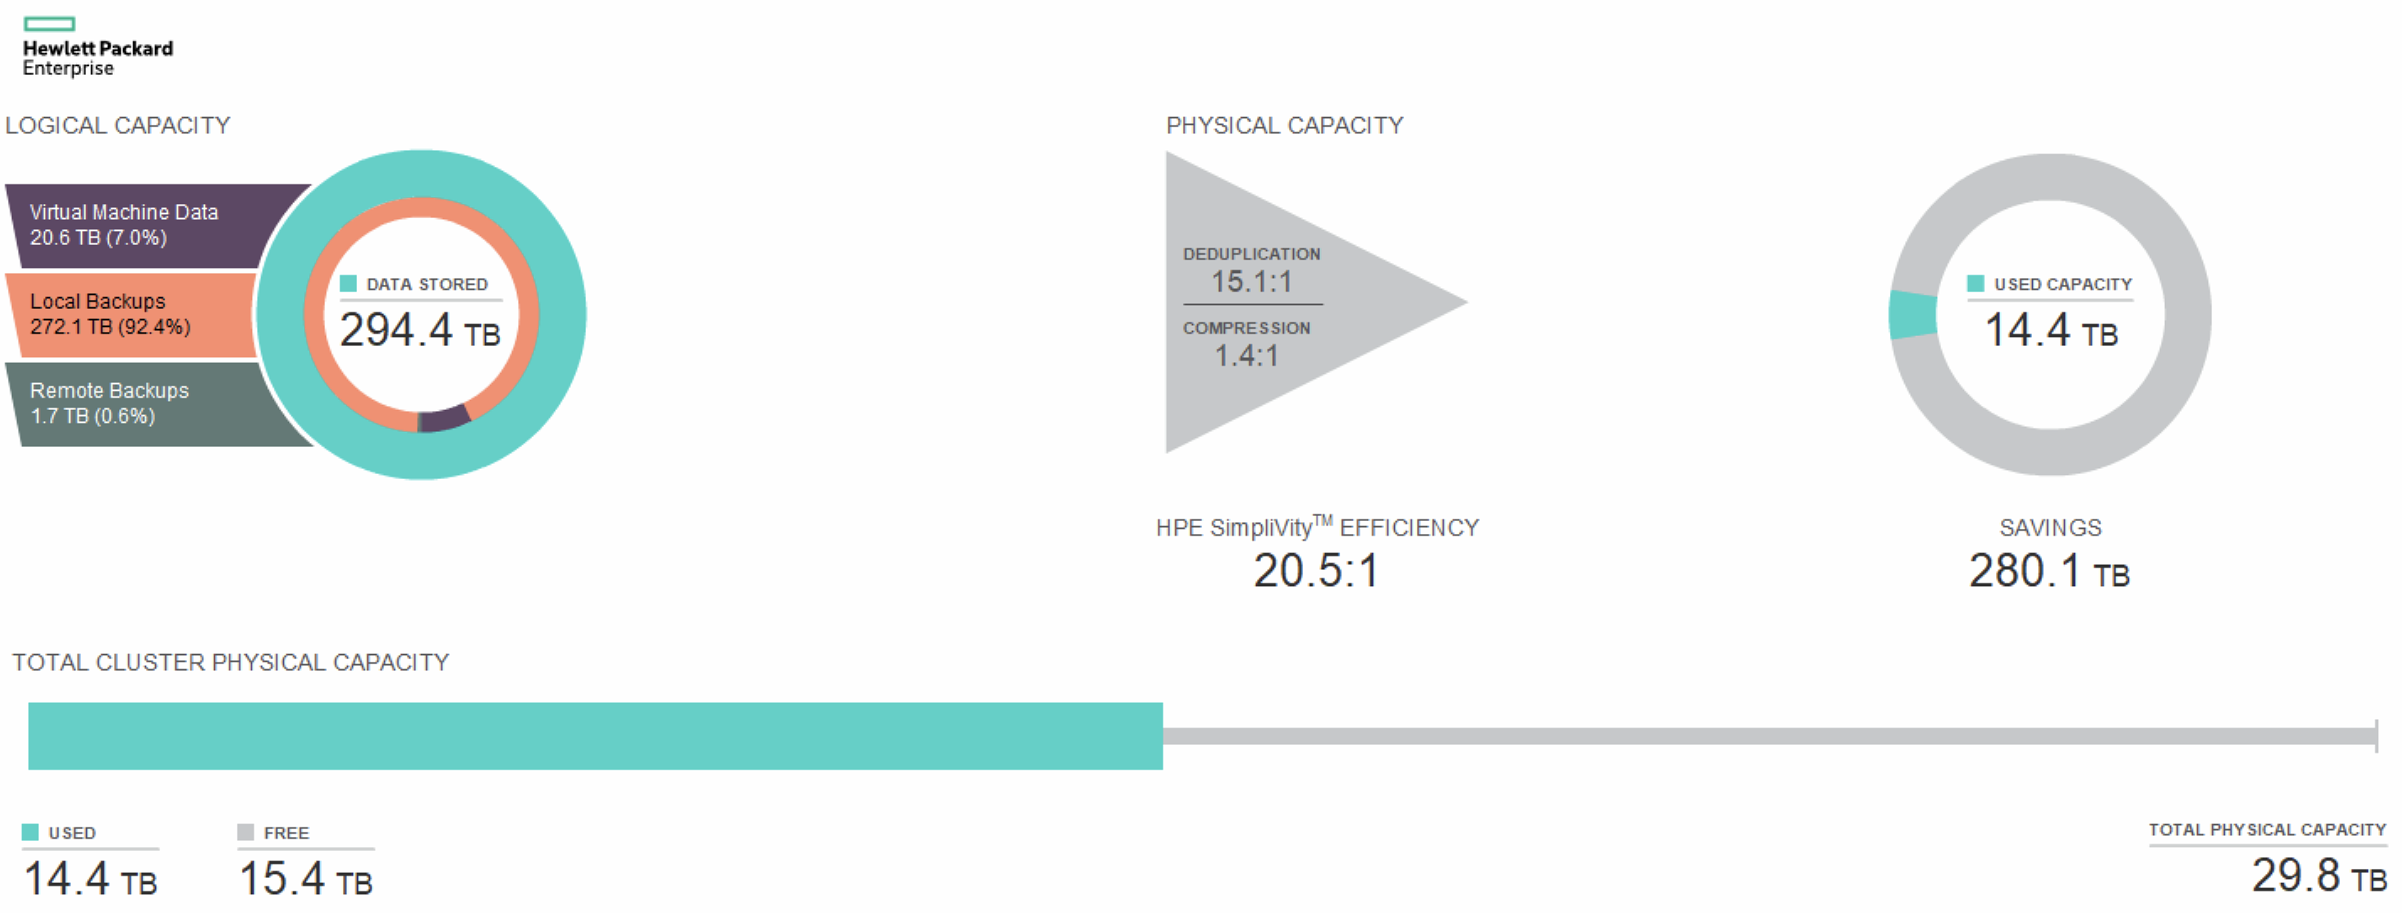 Hewlett Packard
Enterprise
LOGICAL CAPACITY
Virtual Machine Data
20.6 TB (7.0%)
Local Backups
272.1 TB (92.4%)
Remote Backups
1.7 TB (0.6%)
DATA STORED
294.4 TB
PHYSICAL CAPACITY
DEDUPLICATION
15.1:1
COMPRESSION
1.4:1
HPE SimpliVity™ EFFICIENCY
20.5:1
USED CAPACITY
14.4 TB
SAVINGS
280.1 TB
TOTAL CLUSTER PHYSICAL CAPACITY
USED
14.4 TB
FREE
15.4 TB
TOTAL PHYSICAL CAPACITY
29.8 TB